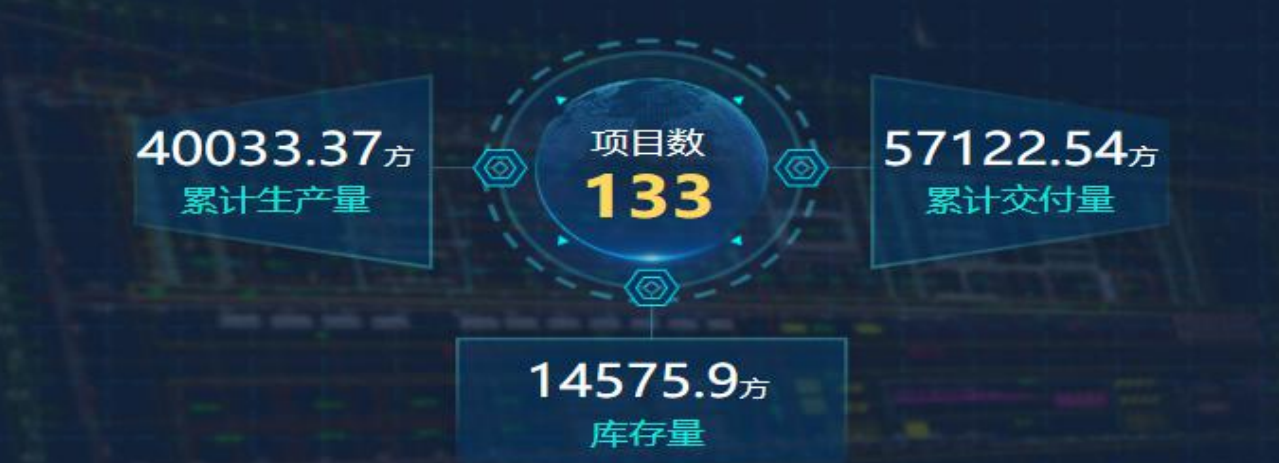 40033.37方
累计生产量
项目数
133
57122.54方
累计交付量
14575.9方
库存量